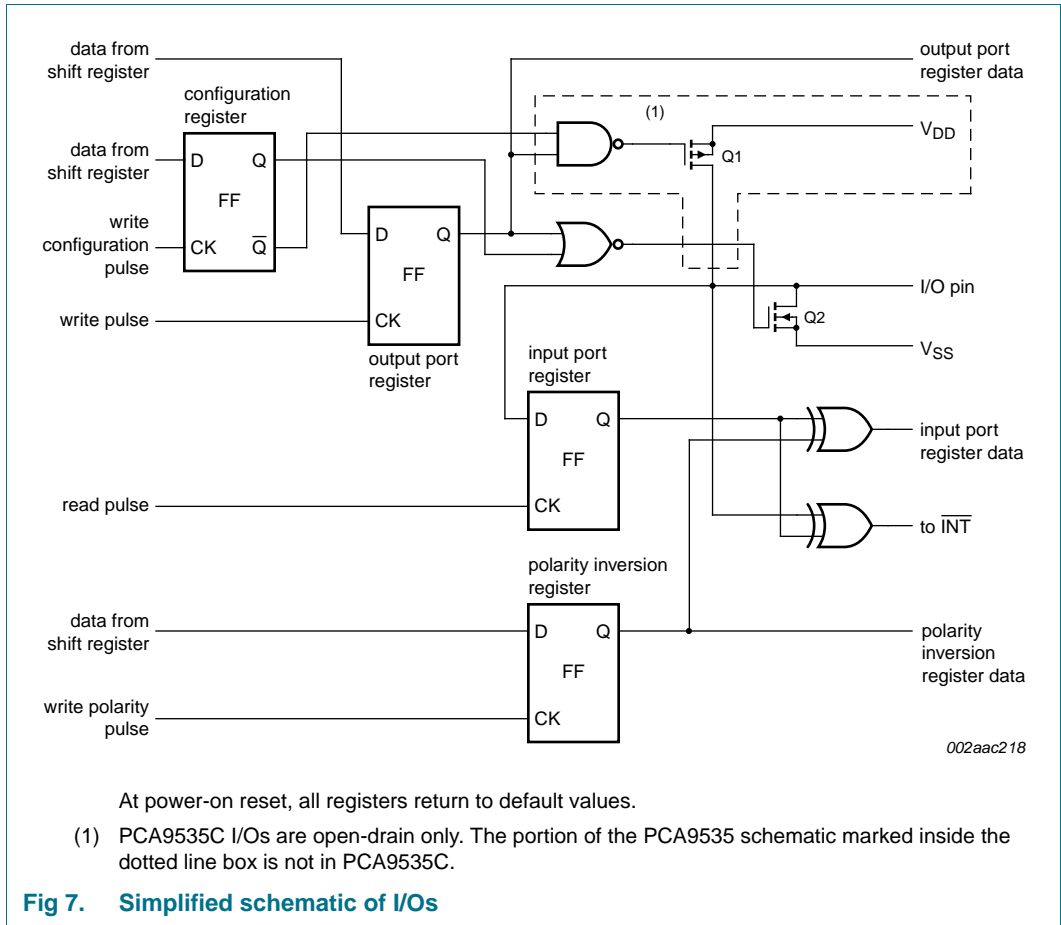 data from
shift register
output port
register data
configuration
register
(1)
VDD
data from
shift register
D
Q
Q1
FF
write
configuration
pulse
CK
Q̅
D
Q
FF
I/O pin
write pulse
CK
Q2
VSS
output port
register
input port
register
D
Q
input port
register data
FF
read pulse
CK
to I̅N̅T̅
polarity inversion
register
data from
shift register
D
Q
polarity
inversion
register data
FF
write polarity
pulse
CK
002aac218
At power-on reset, all registers return to default values.
(1) PCA9535C I/Os are open-drain only. The portion of the PCA9535 schematic marked inside the
dotted line box is not in PCA9535C.
Fig 7. Simplified schematic of I/Os